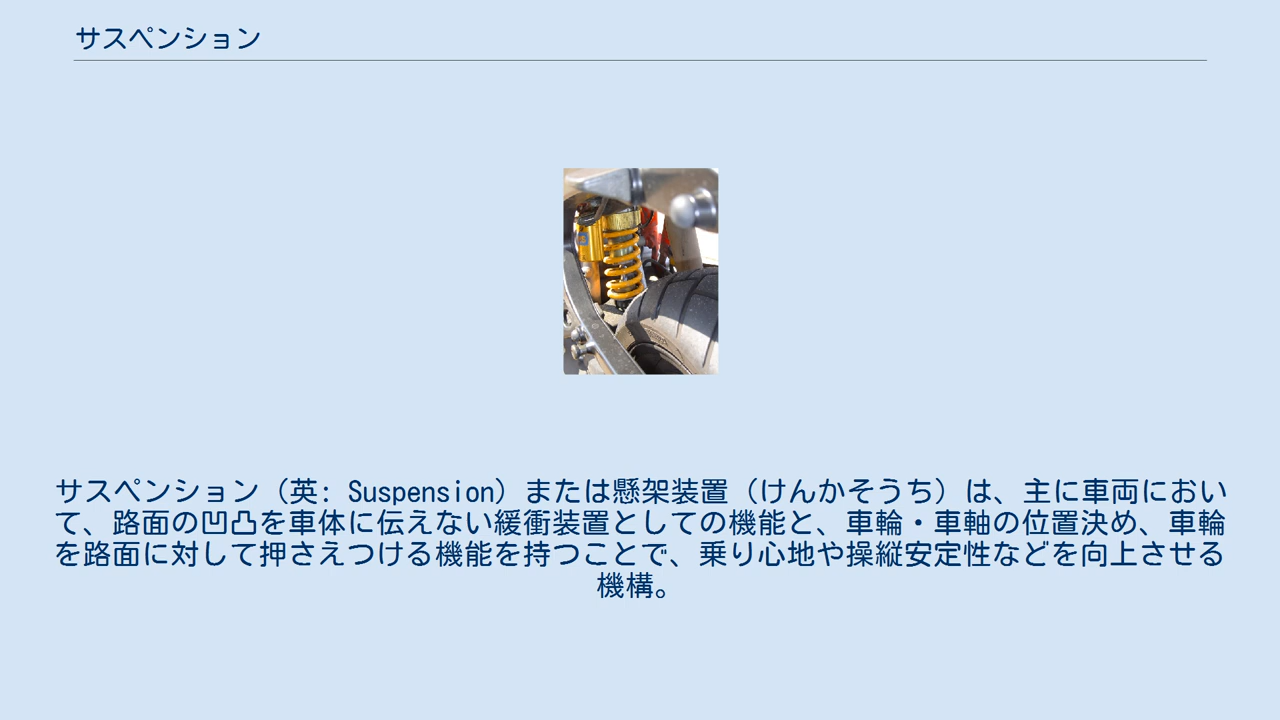 サスペンション
サスペンション（英: Suspension）または懸架装置（けんかそうち）は、主に車両におい
て、路面の凹凸を車体に伝えない緩衝装置としての機能と、車輪・車軸の位置決め、車輪
を路面に対して押さえつける機能を持つことで、乗り心地や操縦安定性などを向上させる
機構。